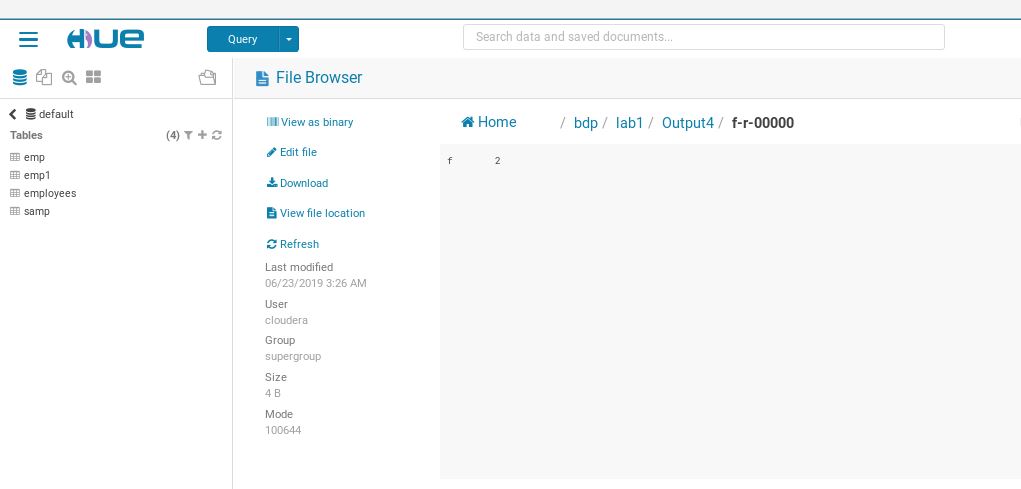 HUE
Query
Search data and saved documents...
File Browser
default
Tables (4)
emp
emp1
employees
samp
View as binary
Edit file
Download
View file location
Refresh
Last modified
06/23/2019 3:26 AM
User
cloudera
Group
supergroup
Size
4 B
Mode
100644
Home / bdp / lab1 / Output4 / f-r-00000
f 2